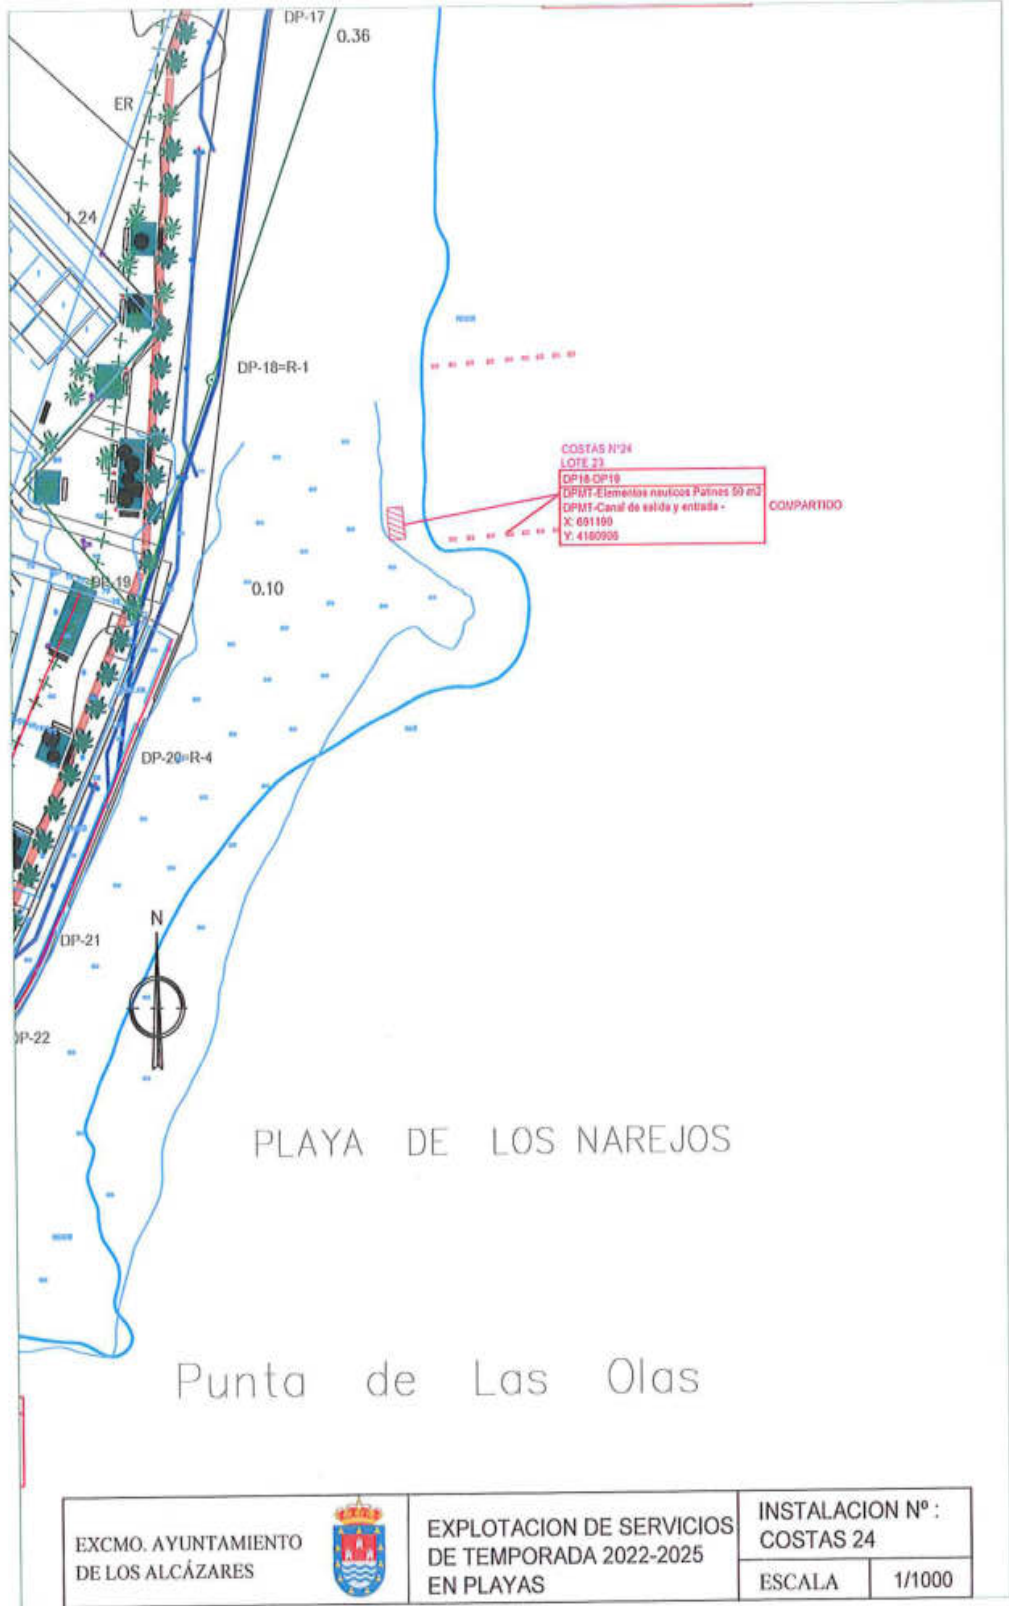 DP-17
0.36
ER
1.24
DP-18=R-1
COSTAS Nº24
LOTE 23
DP18-DP19
DPMT-Elementos nauticos Patines 50 m2
DPMT-Canal de salida y entrada -
X: 691190
Y: 4180906
COMPARTIDO
DP-19
0.10
DP-20=R-4
N
DP-21
DP-22
PLAYA DE LOS NAREJOS
Punta de Las Olas
EXCMO. AYUNTAMIENTO
DE LOS ALCÁZARES
EXPLOTACION DE SERVICIOS
DE TEMPORADA 2022-2025
EN PLAYAS
INSTALACION Nº :
COSTAS 24
ESCALA 1/1000